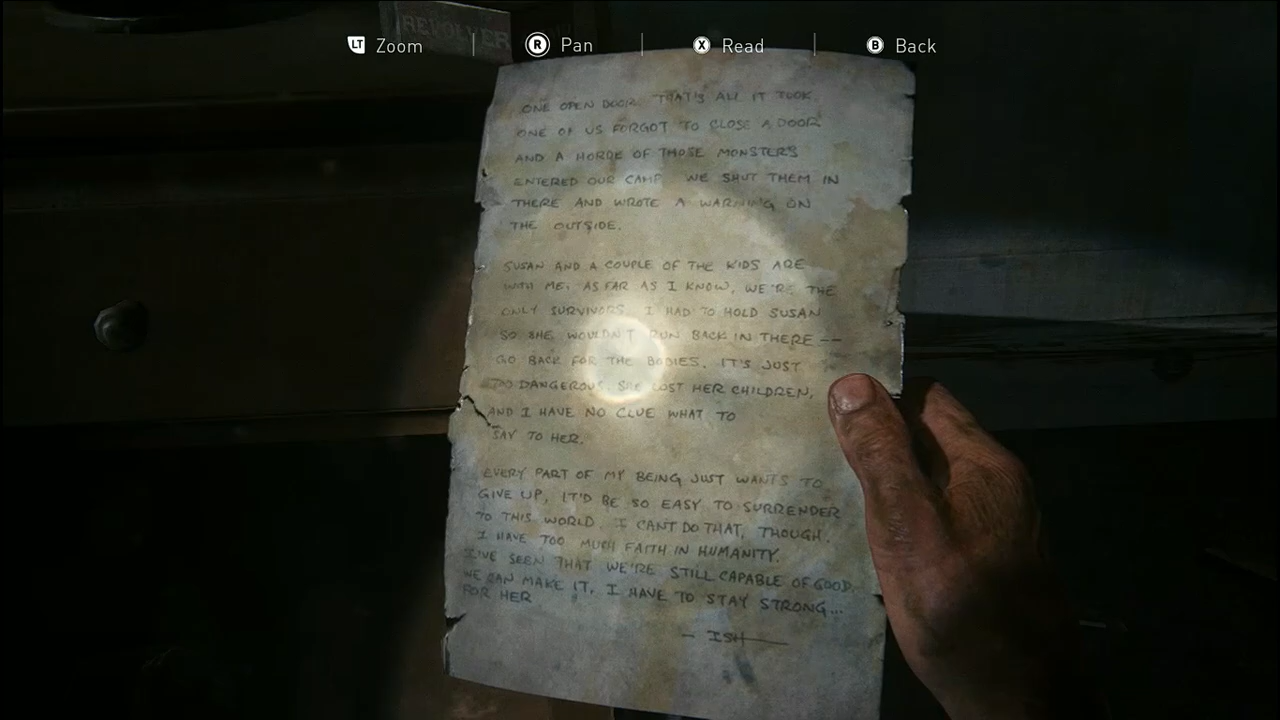 REVOLVER
LT Zoom R Pan X Read B Back
ONE OPEN DOOR. THAT'S ALL IT TOOK.
ONE OF US FORGOT TO CLOSE A DOOR
AND A HORDE OF THOSE MONSTERS
ENTERED OUR CAMP. WE SHUT THEM IN
THERE AND WROTE A WARNING ON
THE OUTSIDE.
SUSAN AND A COUPLE OF THE KIDS ARE
WITH ME. AS FAR AS I KNOW, WE'RE THE
ONLY SURVIVORS. I HAD TO HOLD SUSAN
SO SHE WOULDN'T RUN BACK IN THERE --
GO BACK FOR THE BODIES. IT'S JUST
TOO DANGEROUS. SHE LOST HER CHILDREN,
AND I HAVE NO CLUE WHAT TO
SAY TO HER.
EVERY PART OF MY BEING JUST WANTS TO
GIVE UP, IT'D BE SO EASY TO SURRENDER
TO THIS WORLD. I CAN'T DO THAT, THOUGH.
I HAVE TOO MUCH FAITH IN HUMANITY.
I'VE SEEN THAT WE'RE STILL CAPABLE OF GOOD.
WE CAN MAKE IT. I HAVE TO STAY STRONG...
FOR HER
- ISH